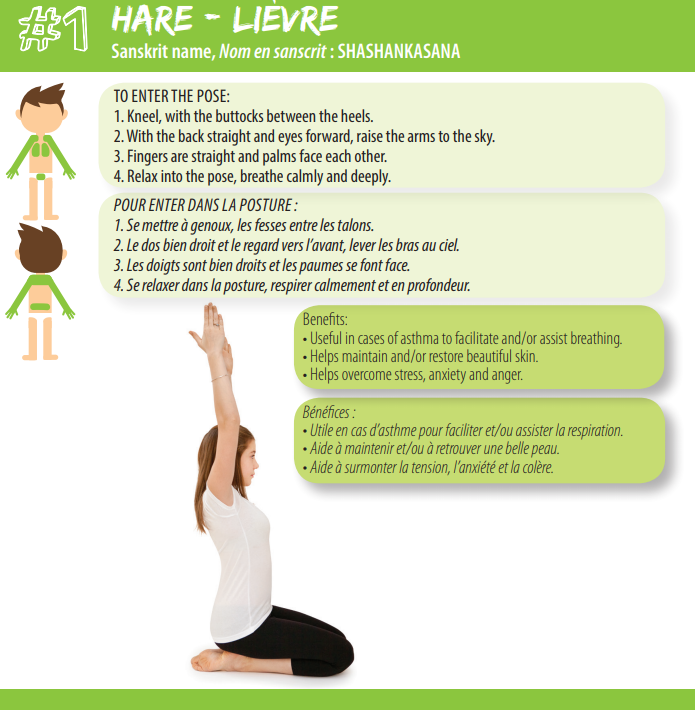 #1 HARE - LIÈVRE
Sanskrit name, Nom en sanscrit : SHASHANKASANA
TO ENTER THE POSE:
1. Kneel, with the buttocks between the heels.
2. With the back straight and eyes forward, raise the arms to the sky.
3. Fingers are straight and palms face each other.
4. Relax into the pose, breathe calmly and deeply.
POUR ENTER DANS LA POSTURE :
1. Se mettre à genoux, les fesses entre les talons.
2. Le dos bien droit et le regard vers l'avant, lever les bras au ciel.
3. Les doigts sont bien droits et les paumes se font face.
4. Se relaxer dans la posture, respirer calmement et en profondeur.
Benefits:
• Useful in cases of asthma to facilitate and/or assist breathing.
• Helps maintain and/or restore beautiful skin.
• Helps overcome stress, anxiety and anger.
Bénéfices :
• Utile en cas d'asthme pour faciliter et/ou assister la respiration.
• Aide à maintenir et/ou à retrouver une belle peau.
• Aide à surmonter la tension, l'anxiété et la colère.